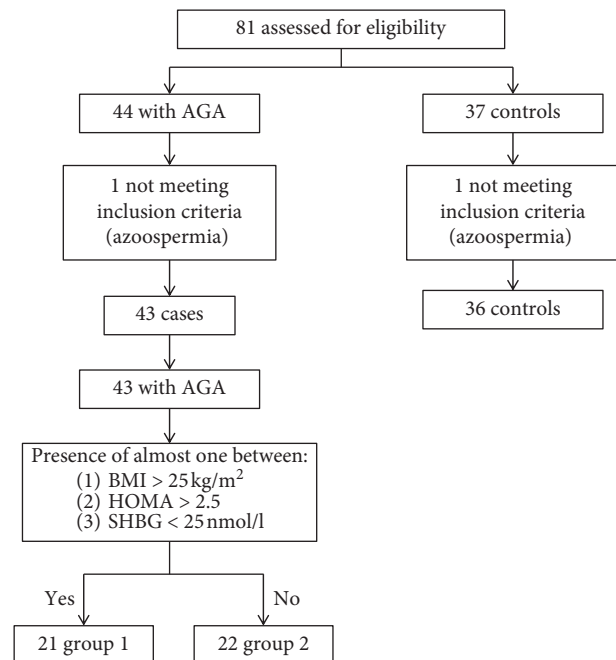 81 assessed for eligibility
44 with AGA
37 controls
1 not meeting
inclusion criteria
(azoospermia)
1 not meeting
inclusion criteria
(azoospermia)
43 cases
36 controls
43 with AGA
Presence of almost one between:
(1) BMI > 25 kg/m²
(2) HOMA > 2.5
(3) SHBG < 25 nmol/l
Yes
No
21 group 1
22 group 2